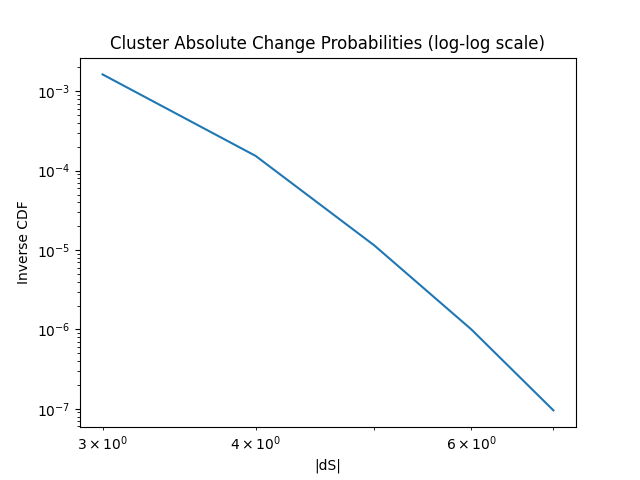 Cluster Absolute Change Probabilities (log-log scale)
10⁻³
10⁻⁴
10⁻⁵
10⁻⁶
10⁻⁷
Inverse CDF
3 × 10⁰ 4 × 10⁰ 6 × 10⁰
|dS|